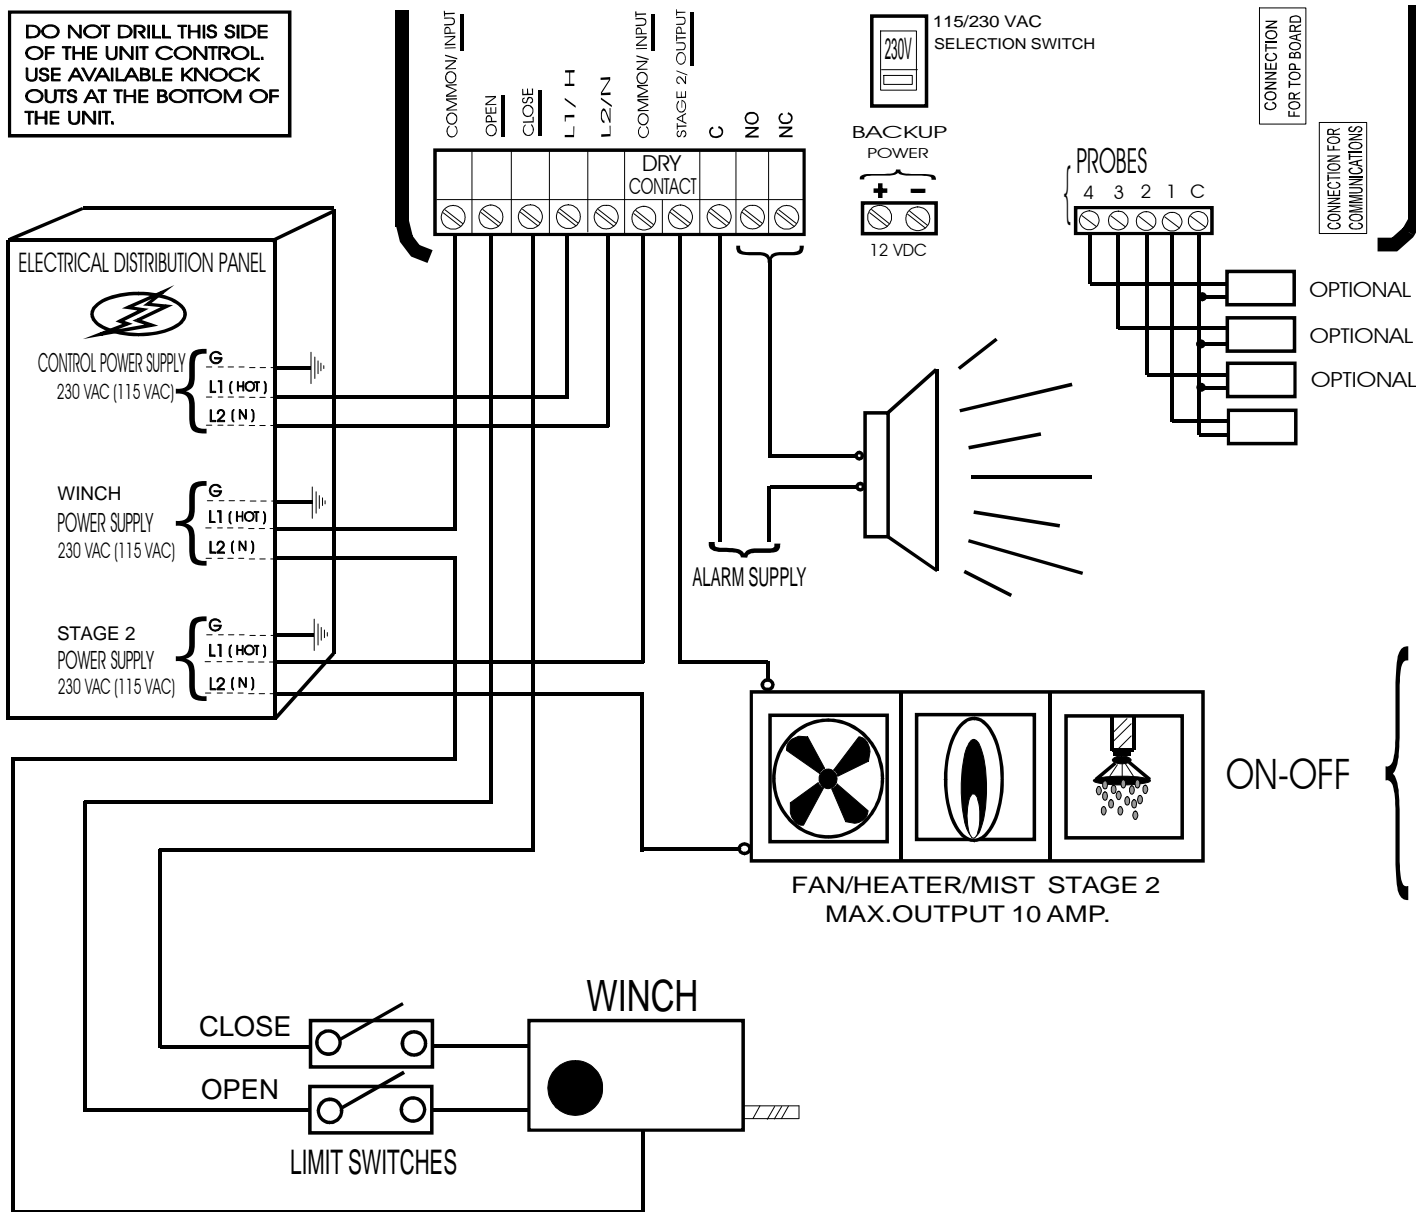 DO NOT DRILL THIS SIDE
OF THE UNIT CONTROL.
USE AVAILABLE KNOCK
OUTS AT THE BOTTOM OF
THE UNIT.
COMMON/ INPUT
OPEN
CLOSE
L1/ H
L2/N
COMMON/ INPUT
STAGE 2/ OUTPUT
C
NO
NC
DRY
CONTACT
230V
115/230 VAC
SELECTION SWITCH
BACKUP
POWER
+ -
12 VDC
PROBES
4 3 2 1 C
CONNECTION
FOR TOP BOARD
CONNECTION FOR
COMMUNICATIONS
OPTIONAL
OPTIONAL
OPTIONAL
ELECTRICAL DISTRIBUTION PANEL
CONTROL POWER SUPPLY
230 VAC (115 VAC)
G
L1 (HOT)
L2 (N)
WINCH
POWER SUPPLY
230 VAC (115 VAC)
G
L1 (HOT)
L2 (N)
STAGE 2
POWER SUPPLY
230 VAC (115 VAC)
G
L1 (HOT)
L2 (N)
ALARM SUPPLY
ON-OFF
FAN/HEATER/MIST STAGE 2
MAX.OUTPUT 10 AMP.
WINCH
CLOSE
OPEN
LIMIT SWITCHES